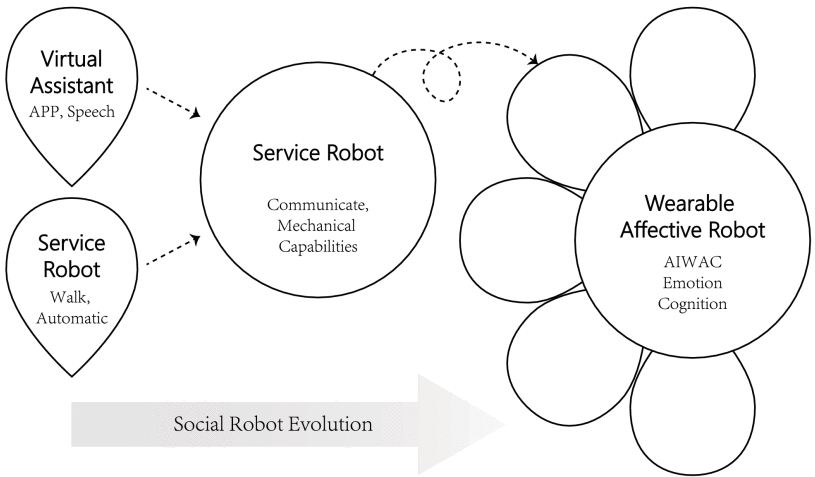 Virtual
Assistant
APP, Speech
Service
Robot
Walk,
Automatic
Service Robot
Communicate,
Mechanical
Capabilities
Wearable
Affective Robot
AIWAC
Emotion
Cognition
Social Robot Evolution